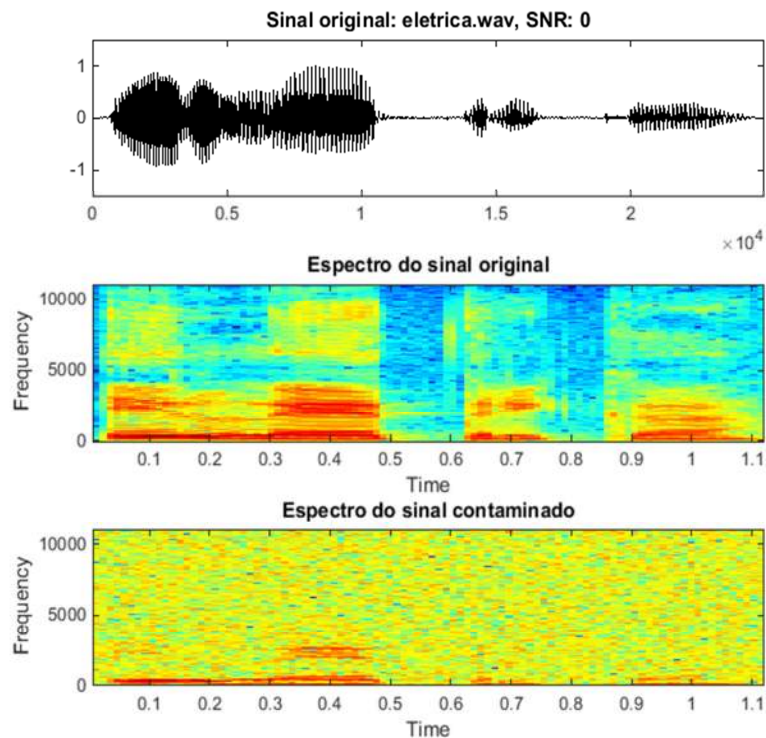 Sinal original: eletrica.wav, SNR: 0
1
0
-1
0 0.5 1 1.5 2
×10^4
Espectro do sinal original
10000
5000
0
Frequency
0.1 0.2 0.3 0.4 0.5 0.6 0.7 0.8 0.9 1 1.1
Time
Espectro do sinal contaminado
10000
5000
0
Frequency
0.1 0.2 0.3 0.4 0.5 0.6 0.7 0.8 0.9 1 1.1
Time